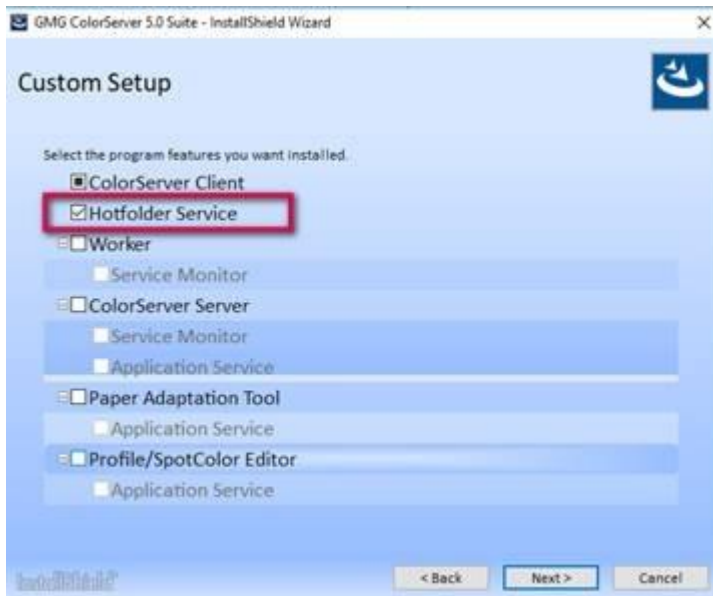 GMG ColorServer 5.0 Suite - InstallShield Wizard
Custom Setup
Select the program features you want installed.
ColorServer Client
Hotfolder Service
Worker
Service Monitor
ColorServer Server
Service Monitor
Application Service
Paper Adaptation Tool
Application Service
Profile/SpotColor Editor
Application Service
InstallShield
< Back
Next >
Cancel